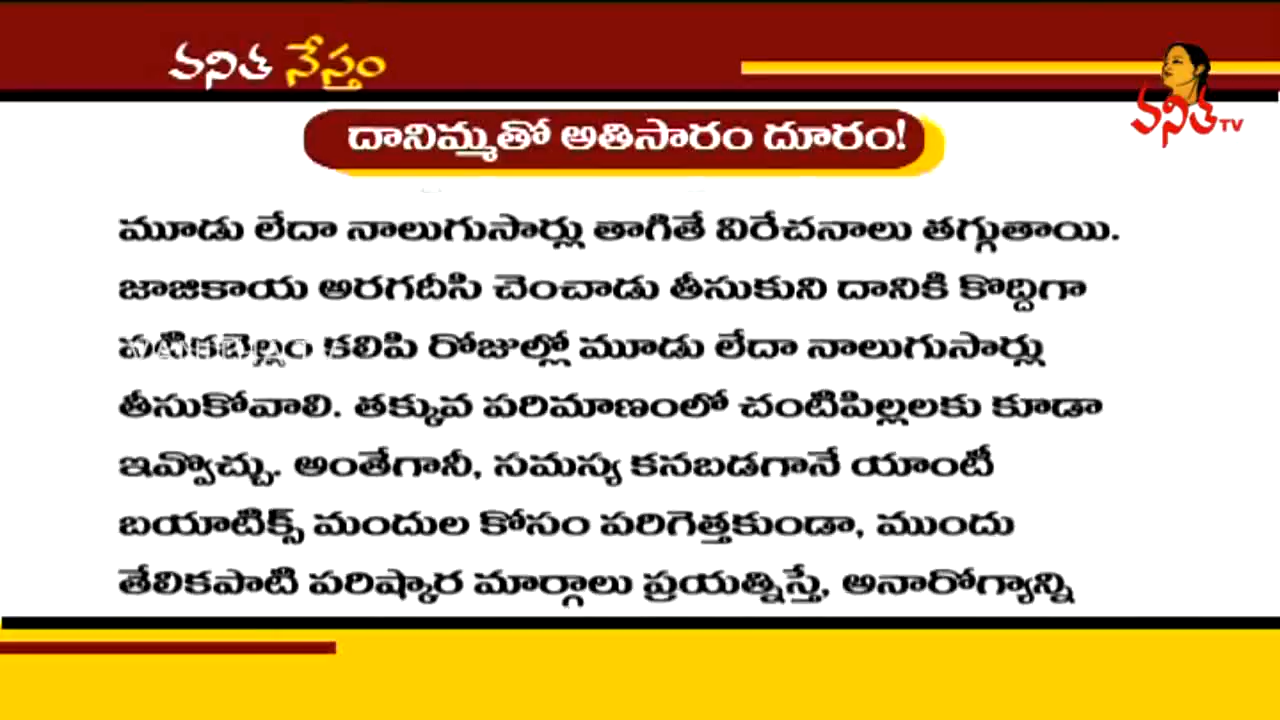 వనిత నేస్తం
వనిత TV
దానిమ్మతో అతిసారం దూరం!
మూడు లేదా నాలుగుసార్లు తాగితే విరేచనాలు తగ్గుతాయి.
జాజికాయ అరగదీసి చెంచాడు తీసుకుని దానికి కొద్దిగా
పటికబెల్లం కలిపి రోజుల్లో మూడు లేదా నాలుగుసార్లు
తీసుకోవాలి. తక్కువ పరిమాణంలో చంటిపిల్లలకు కూడా
ఇవ్వొచ్చు. అంతేగానీ, సమస్య కనబడగానే యాంటీ
బయాటిక్స్ మందుల కోసం పరిగెత్తకుండా, ముందు
తేలికపాటి పరిష్కార మార్గాలు ప్రయత్నిస్తే, అనారోగ్యాన్ని